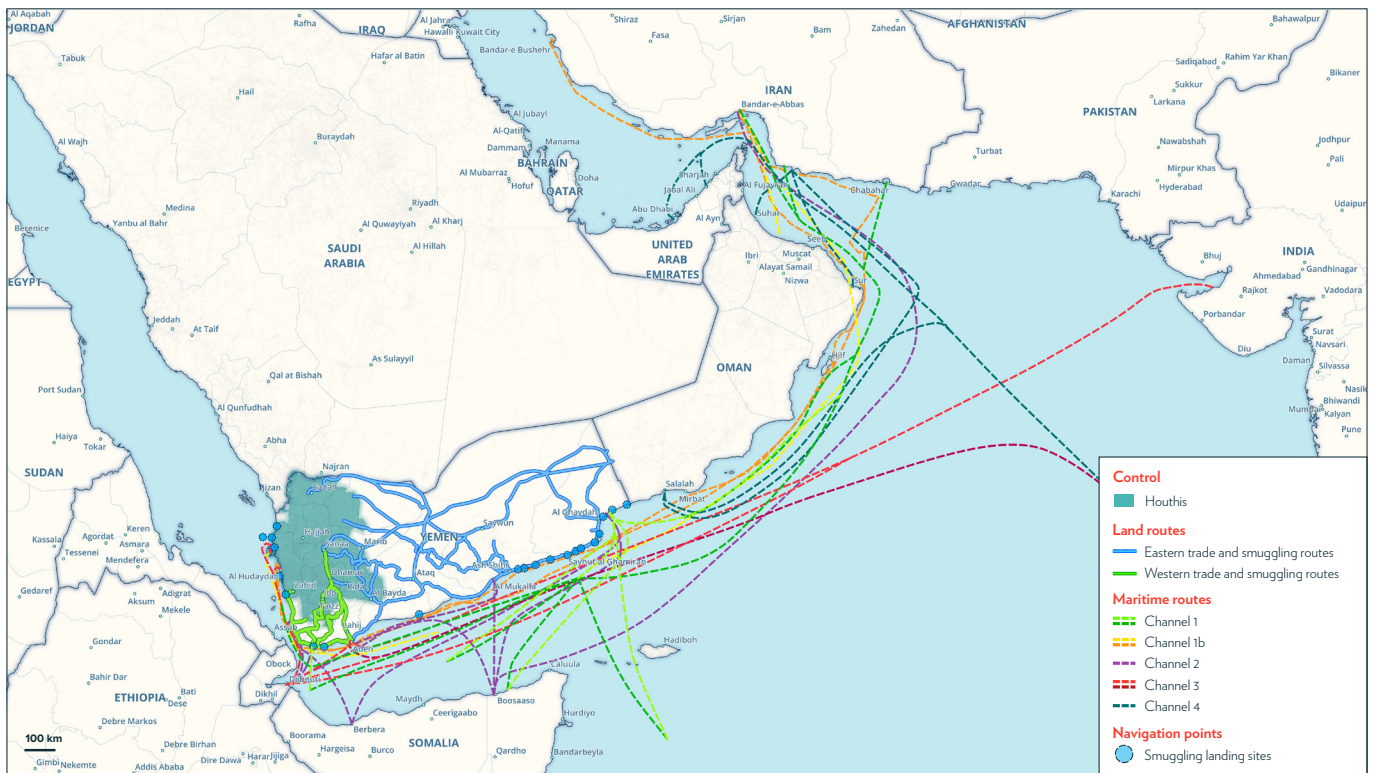 Al Aqabah
JORDAN
Rafha
IRAQ
Al Jahra
Hawalli Kuwait City
Shiraz
Sirjan
Fasa
Bam
Zahedan
AFGHANISTAN
Bahawalpur
Tabuk
Hafar al Batin
Bandar-e Bushehr
Sadiqabad
Rahim Yar Khan
Sukkur
Bikaner
Hail
IRAN
Bandar-e-Abbas
Larkana
PAKISTAN
Al Jubayl
Al Wajh
Buraydah
Al-Qatif
Dammam
Manama
Nawabshah
Jodhpur
Turbat
Pali
BAHRAIN
Al Mubarraz
Hofuf
Doha
QATAR
Sharjah
Jabal Ali
Al Fujayrah
Chabahar
Gwadar
Mirpur Khas
Hyderabad
Karachi
Medina
Riyadh
Abu Dhabi
Al Ayn
Suhar
Udaipur
Yanbu al Bahr
Al Quwayiyah
Al Kharj
Berenice
SAUDI
ARABIA
Al Hillah
UNITED
ARAB
EMIRATES
Seeb
Ibri
Muscat
Alayat Samail
Nizwa
Sur
Bhuj
INDIA
Gandhinagar
Ahmedabad
EGYPT
Rajkot
Vadodara
Jeddah
At Taif
Porbandar
Surat
Navsari
Diu
Daman
Silvassa
As Sulayyil
Hilf
OMAN
Qal at Bishah
Port Sudan
Nasik
Al Qunfudhah
Bhiwandi
Mumbai
Kalyan
Pune
Haiya
Tokar
Abha
SUDAN
Najran
Jizan
Sadah
Salalah
Mirbat
Al Ghaydah
Saywun
Keren
Kassala
Agordat
Asmara
Tessenei
Mendefera
Hajjah
Sanaa
Marib
YEMEN
Al Hudaydah
Dhamar
Ataq
Ash Shihr
Sayhut
al Ghamiran
Gedaref
Adigrat
Aksum
Mekele
Zabid
Ibb
Rida
Al Bayda
Al Mukalla
Taizz
Assab
Lahij
Aden
Gondar
Hadiboh
Obock
Djibouti
Caluula
Bahir Dar
Bati
Dese
Dikhil
ETHIOPIA
Maydh
Boosaaso
Debre Markos
Berbera
Ceerigaabo
Hurdiyo
100 km
Debre Birhan
Boorama
Hargeisa
Burco
SOMALIA
Qardho
Bandarbeyla
Gimbi
Nekemte
Addis Ababa
Dire Dawa
Harar
Jijiga
Control
Houthis
Land routes
Eastern trade and smuggling routes
Western trade and smuggling routes
Maritime routes
Channel 1
Channel 1b
Channel 2
Channel 3
Channel 4
Navigation points
Smuggling landing sites